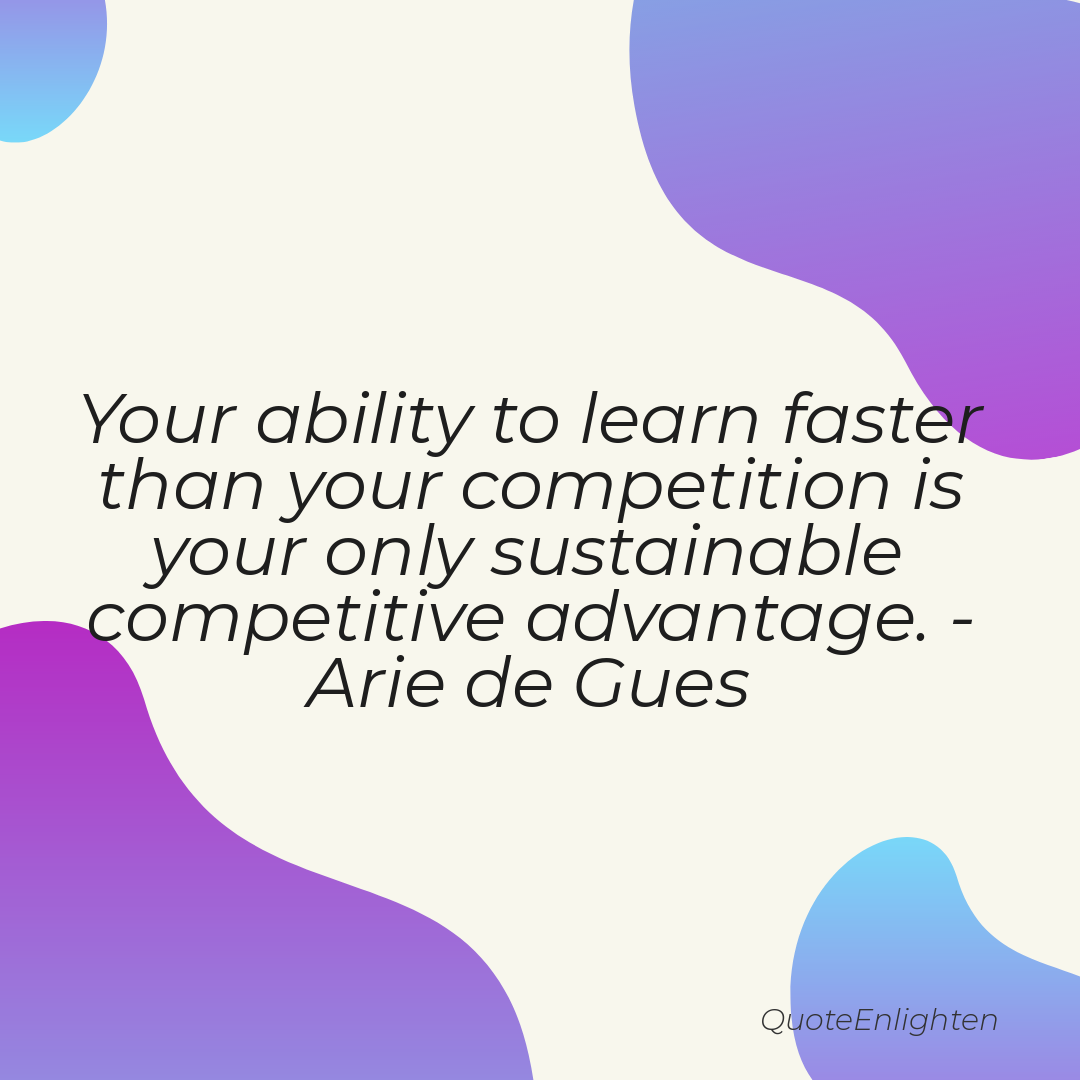 Your ability to learn faster
than your competition is
your only sustainable
competitive advantage. -
Arie de Gues
QuoteEnlighten